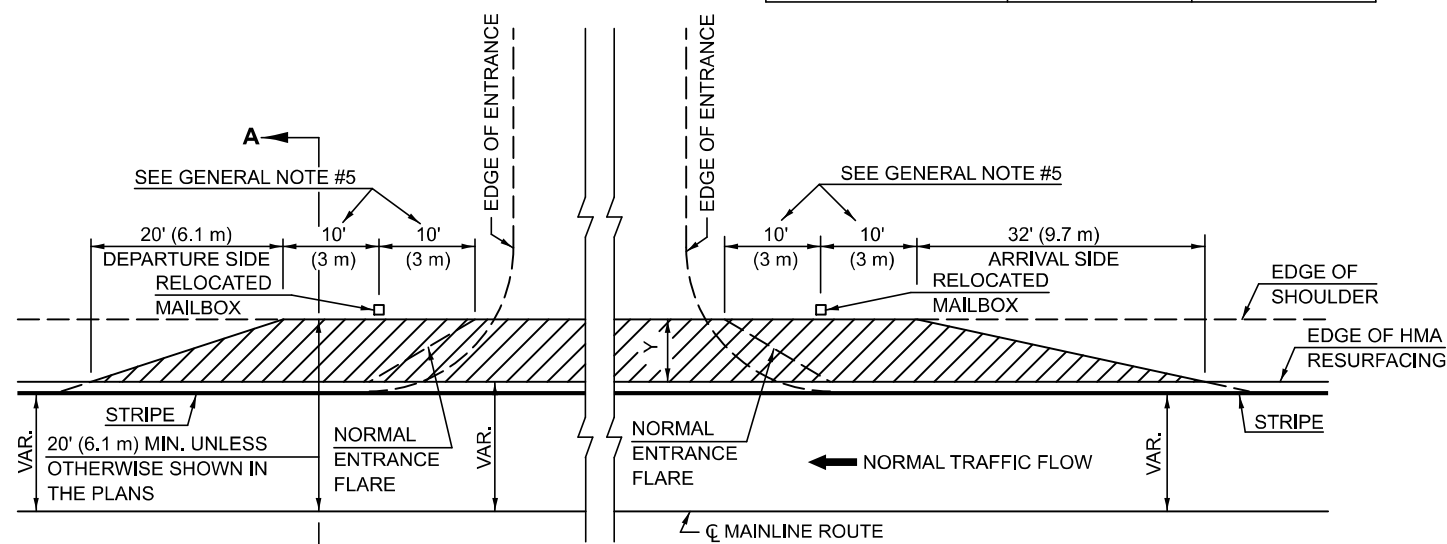 EDGE OF ENTRANCE
EDGE OF ENTRANCE
A
SEE GENERAL NOTE #5
SEE GENERAL NOTE #5
20' (6.1 m)
DEPARTURE SIDE
10'
(3 m)
10'
(3 m)
10'
(3 m)
10'
(3 m)
32' (9.7 m)
ARRIVAL SIDE
RELOCATED
MAILBOX
RELOCATED
MAILBOX
EDGE OF
SHOULDER
EDGE OF HMA
RESURFACING
Y
STRIPE
STRIPE
VAR.
20' (6.1 m) MIN. UNLESS
OTHERWISE SHOWN IN
THE PLANS
NORMAL
ENTRANCE
FLARE
VAR.
NORMAL
ENTRANCE
FLARE
NORMAL TRAFFIC FLOW
VAR.
℄ MAINLINE ROUTE